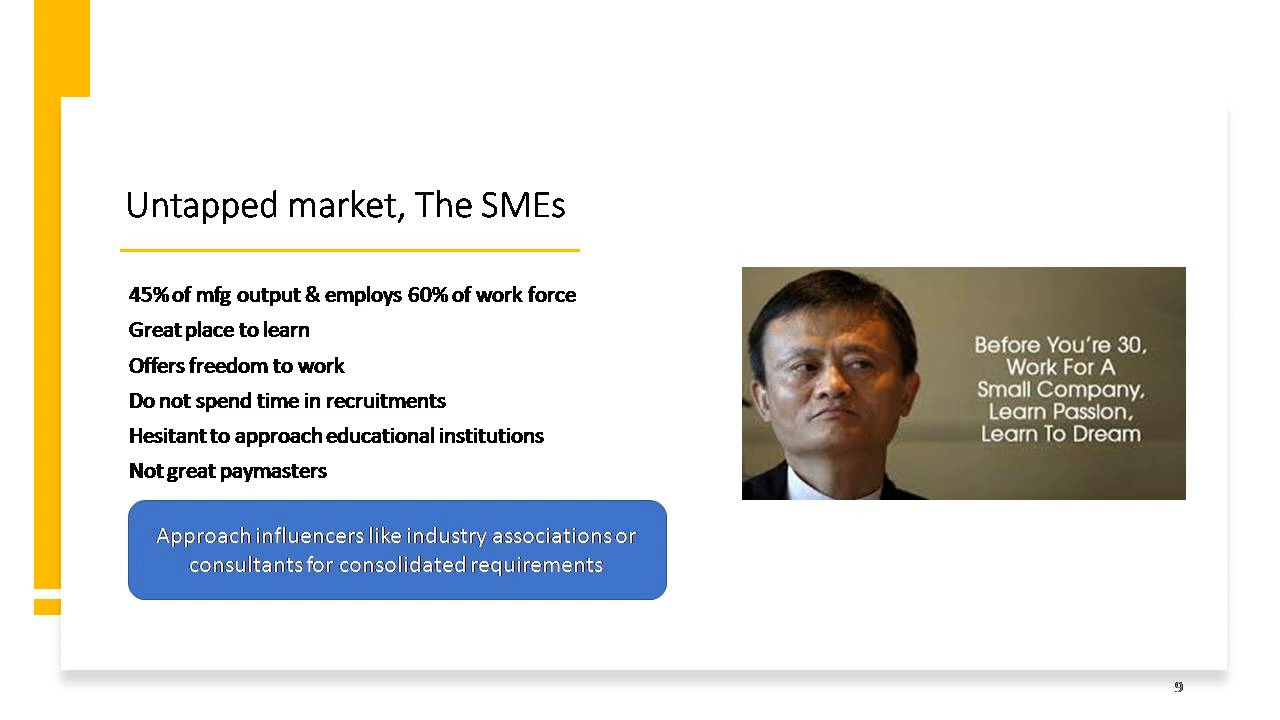 Untapped market, The SMEs
45% of mfg output & employs 60% of work force
Great place to learn
Offers freedom to work
Do not spend time in recruitments
Hesitant to approach educational institutions
Not great paymasters
Approach influencers like industry associations or
consultants for consolidated requirements
Before You're 30,
Work For A
Small Company,
Learn Passion,
Learn To Dream
9